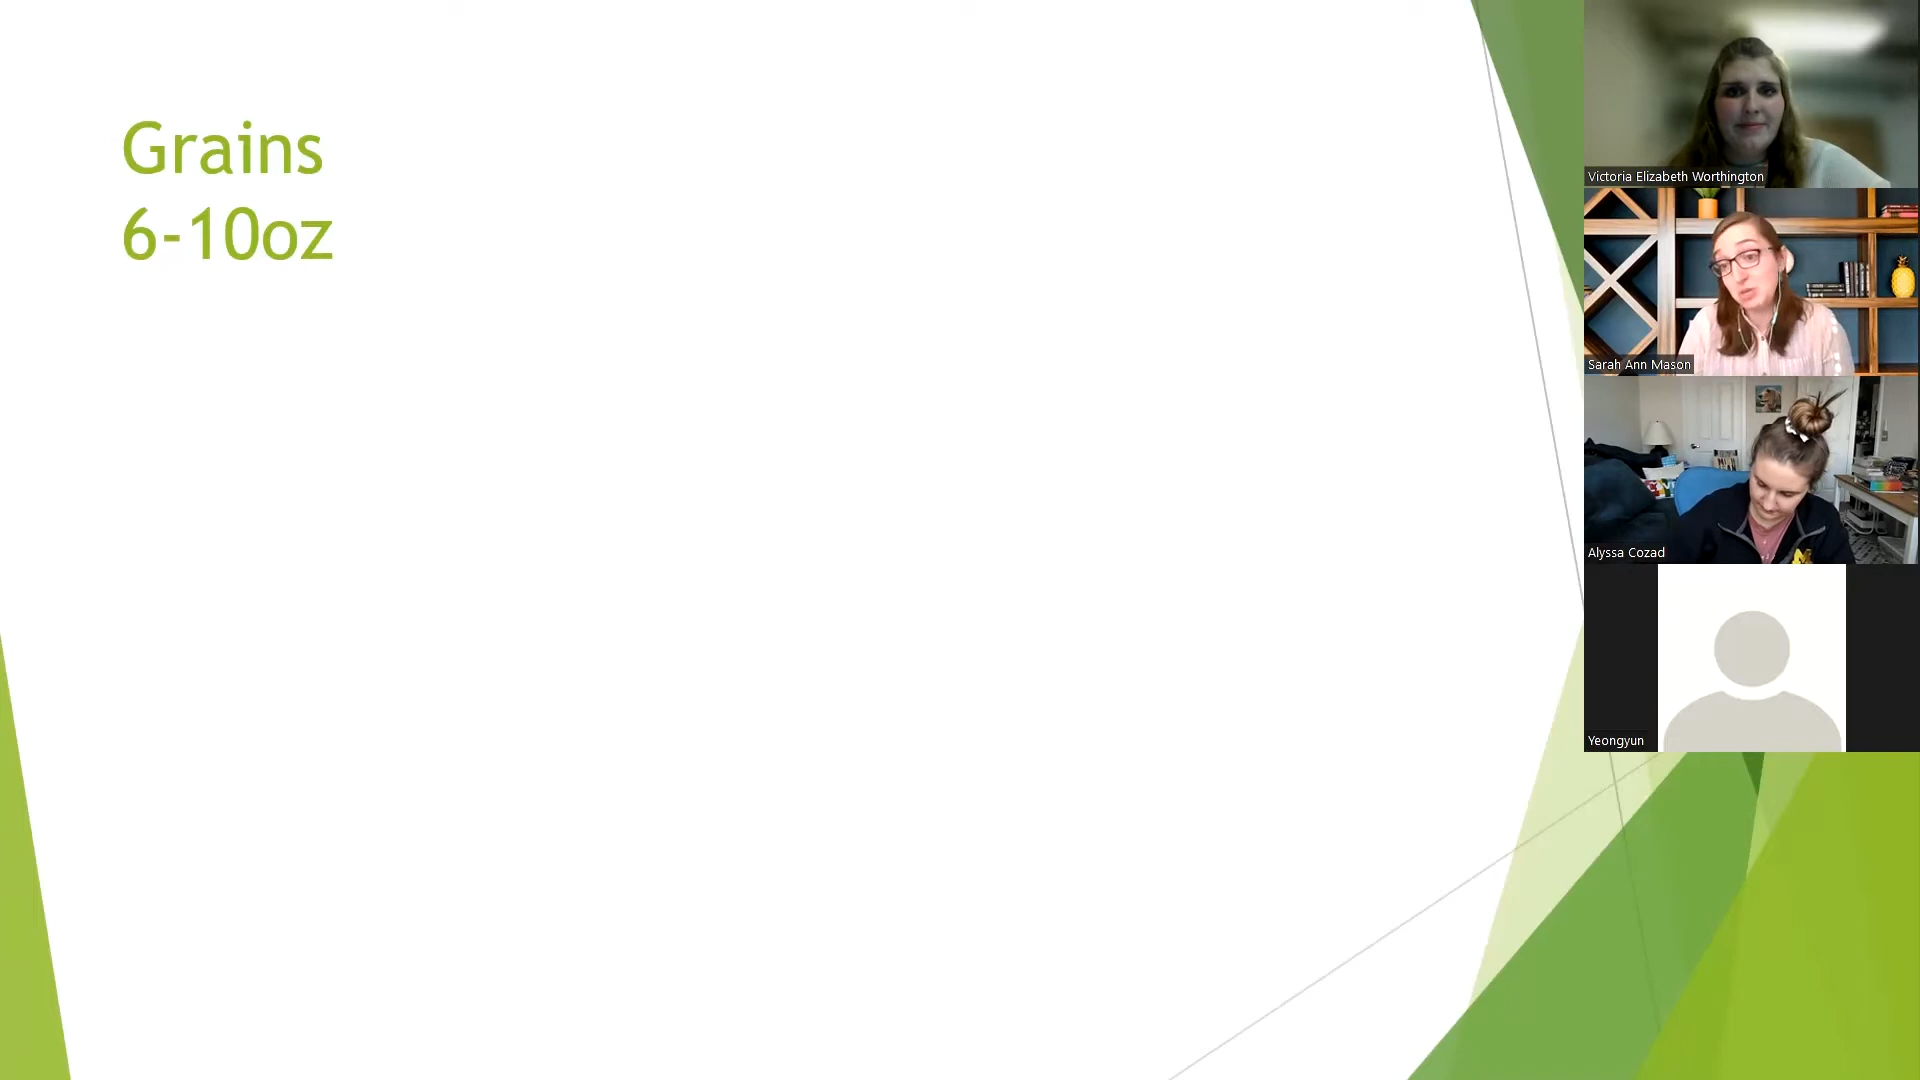 Grains
6-10oz
Victoria Elizabeth Worthington
Sarah Ann Mason
Alyssa Cozad
Yeongyun